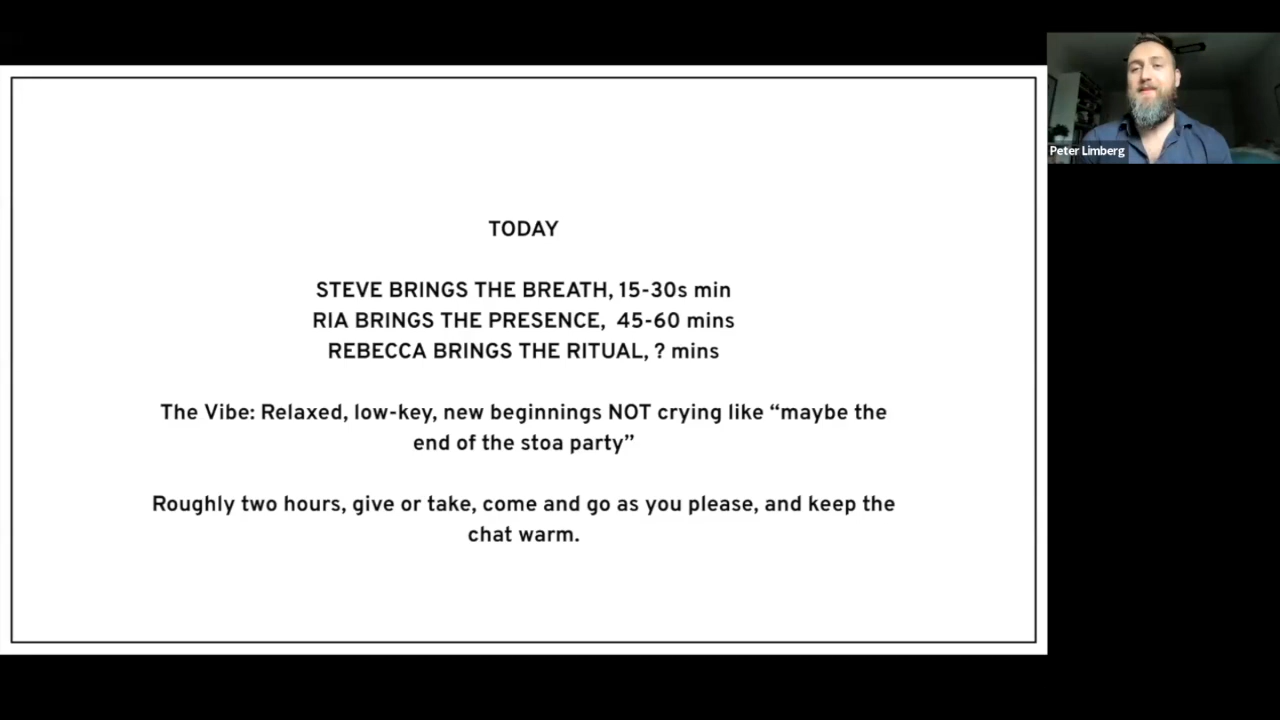 TODAY
STEVE BRINGS THE BREATH, 15-30s min
RIA BRINGS THE PRESENCE, 45-60 mins
REBECCA BRINGS THE RITUAL, ? mins
The Vibe: Relaxed, low-key, new beginnings NOT crying like “maybe the
end of the stoa party”
Roughly two hours, give or take, come and go as you please, and keep the
chat warm.
Peter Limberg